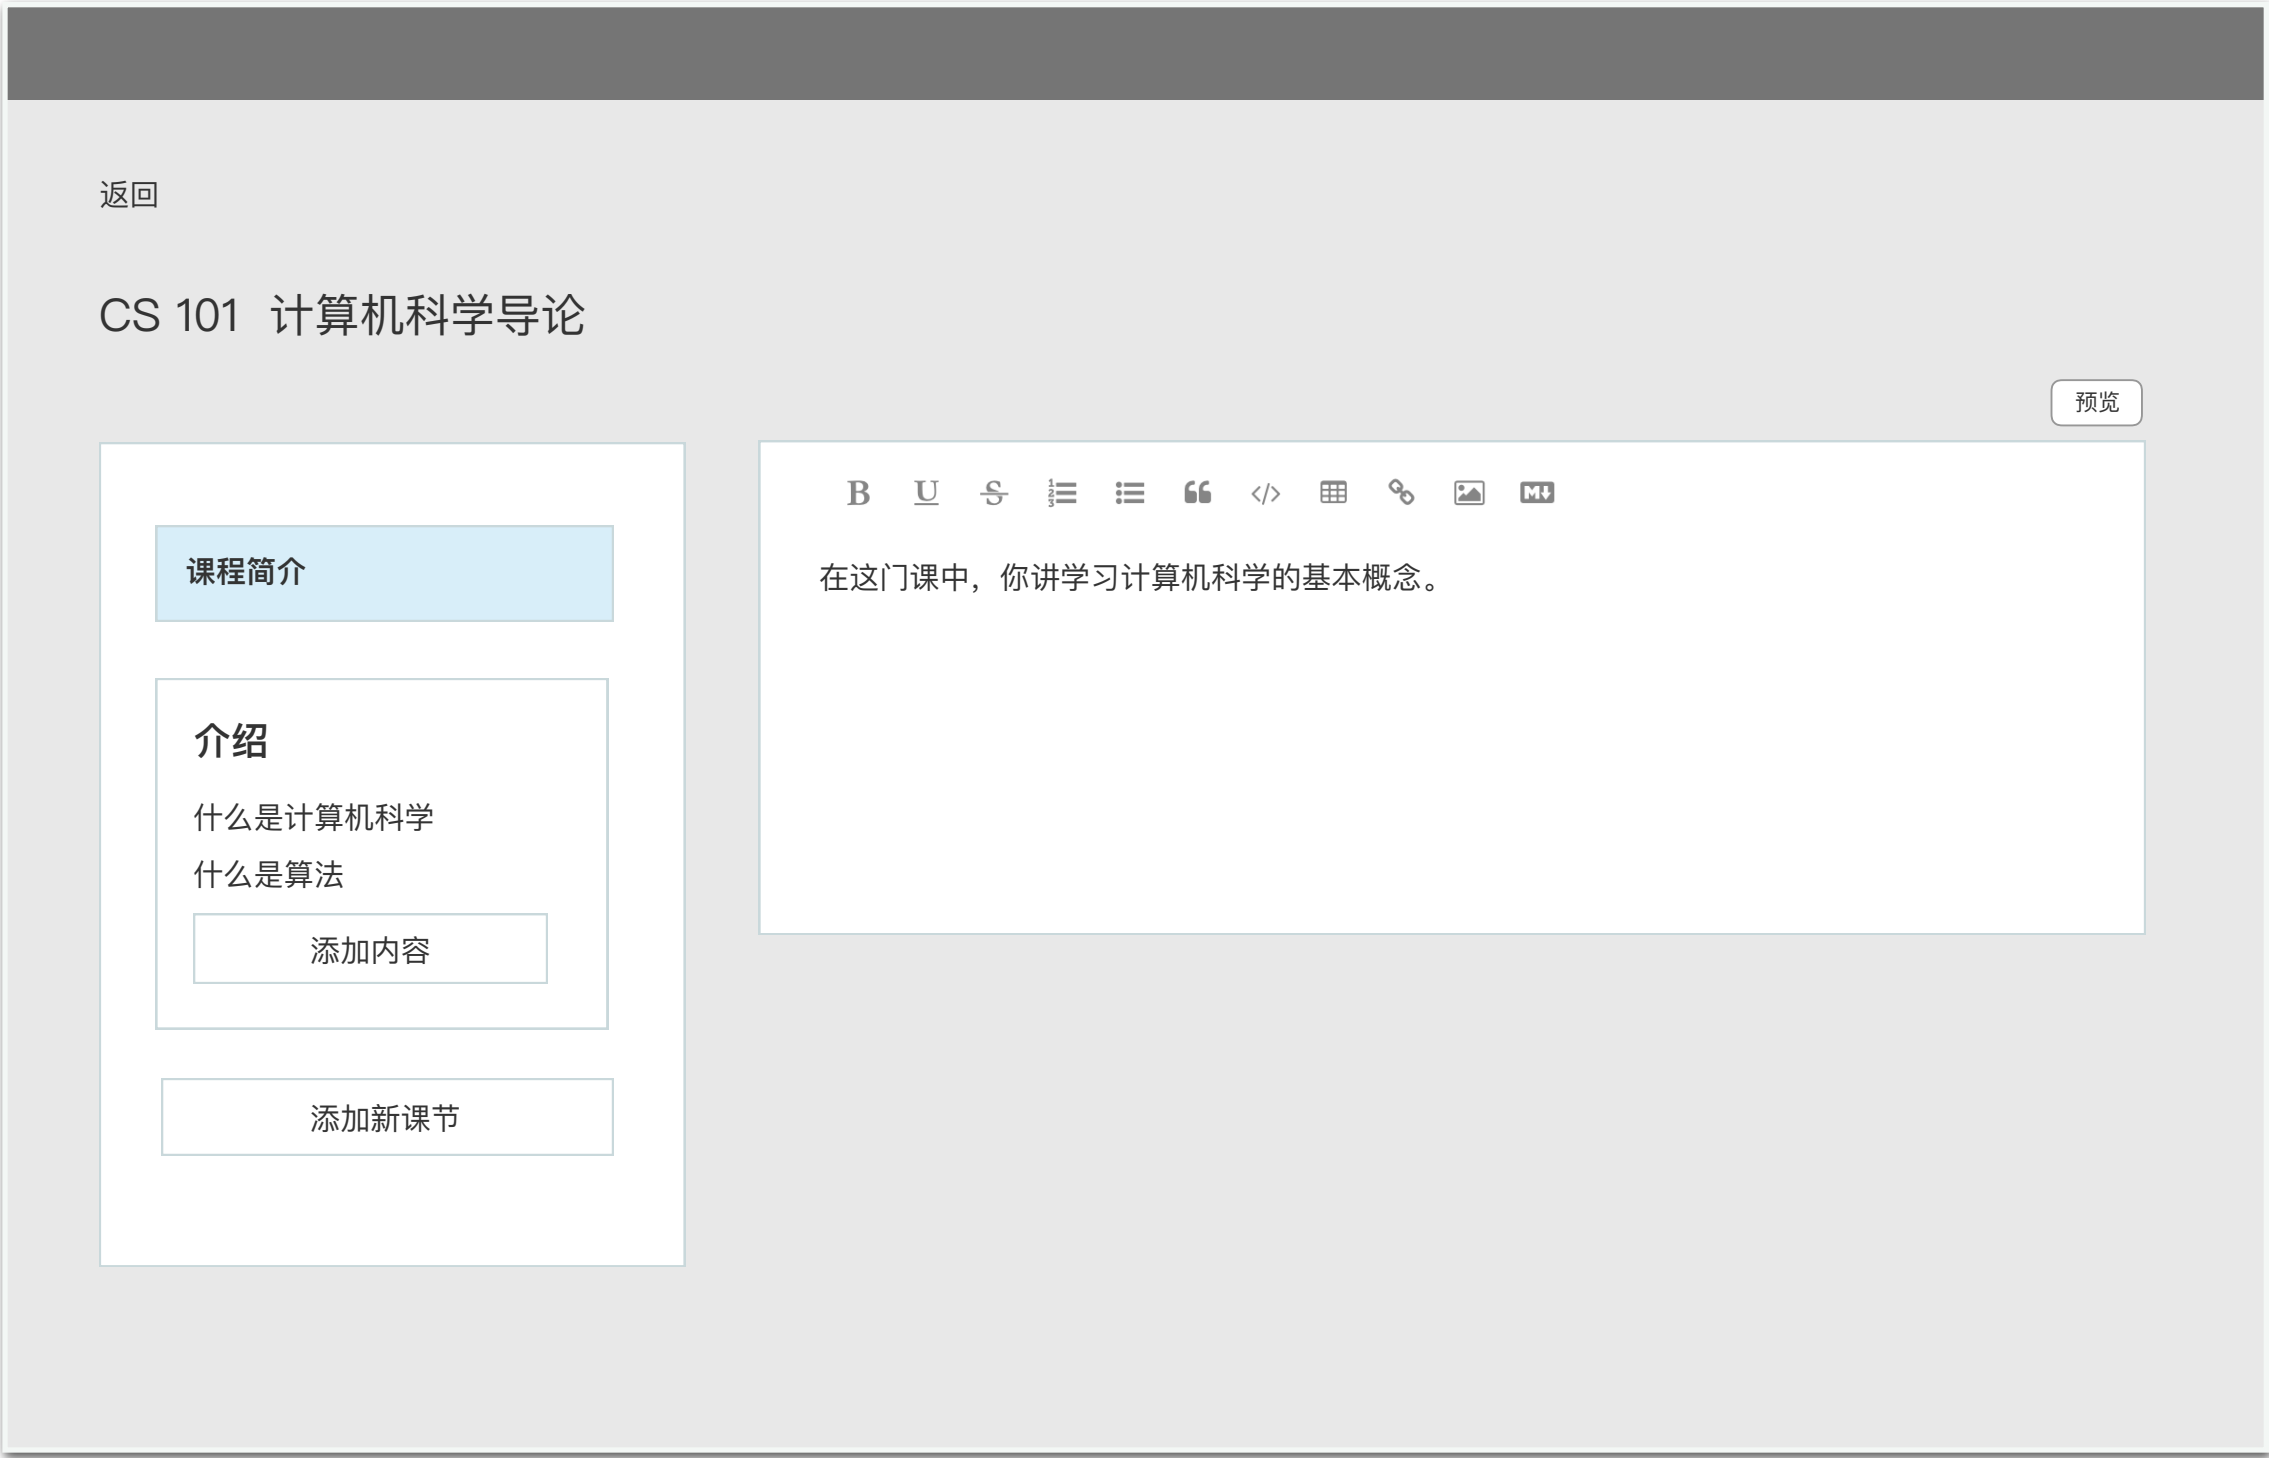 返回
CS 101 计算机科学导论
预览
课程简介
介绍
什么是计算机科学
什么是算法
添加内容
添加新课节
B U S M
在这门课中，你讲学习计算机科学的基本概念。